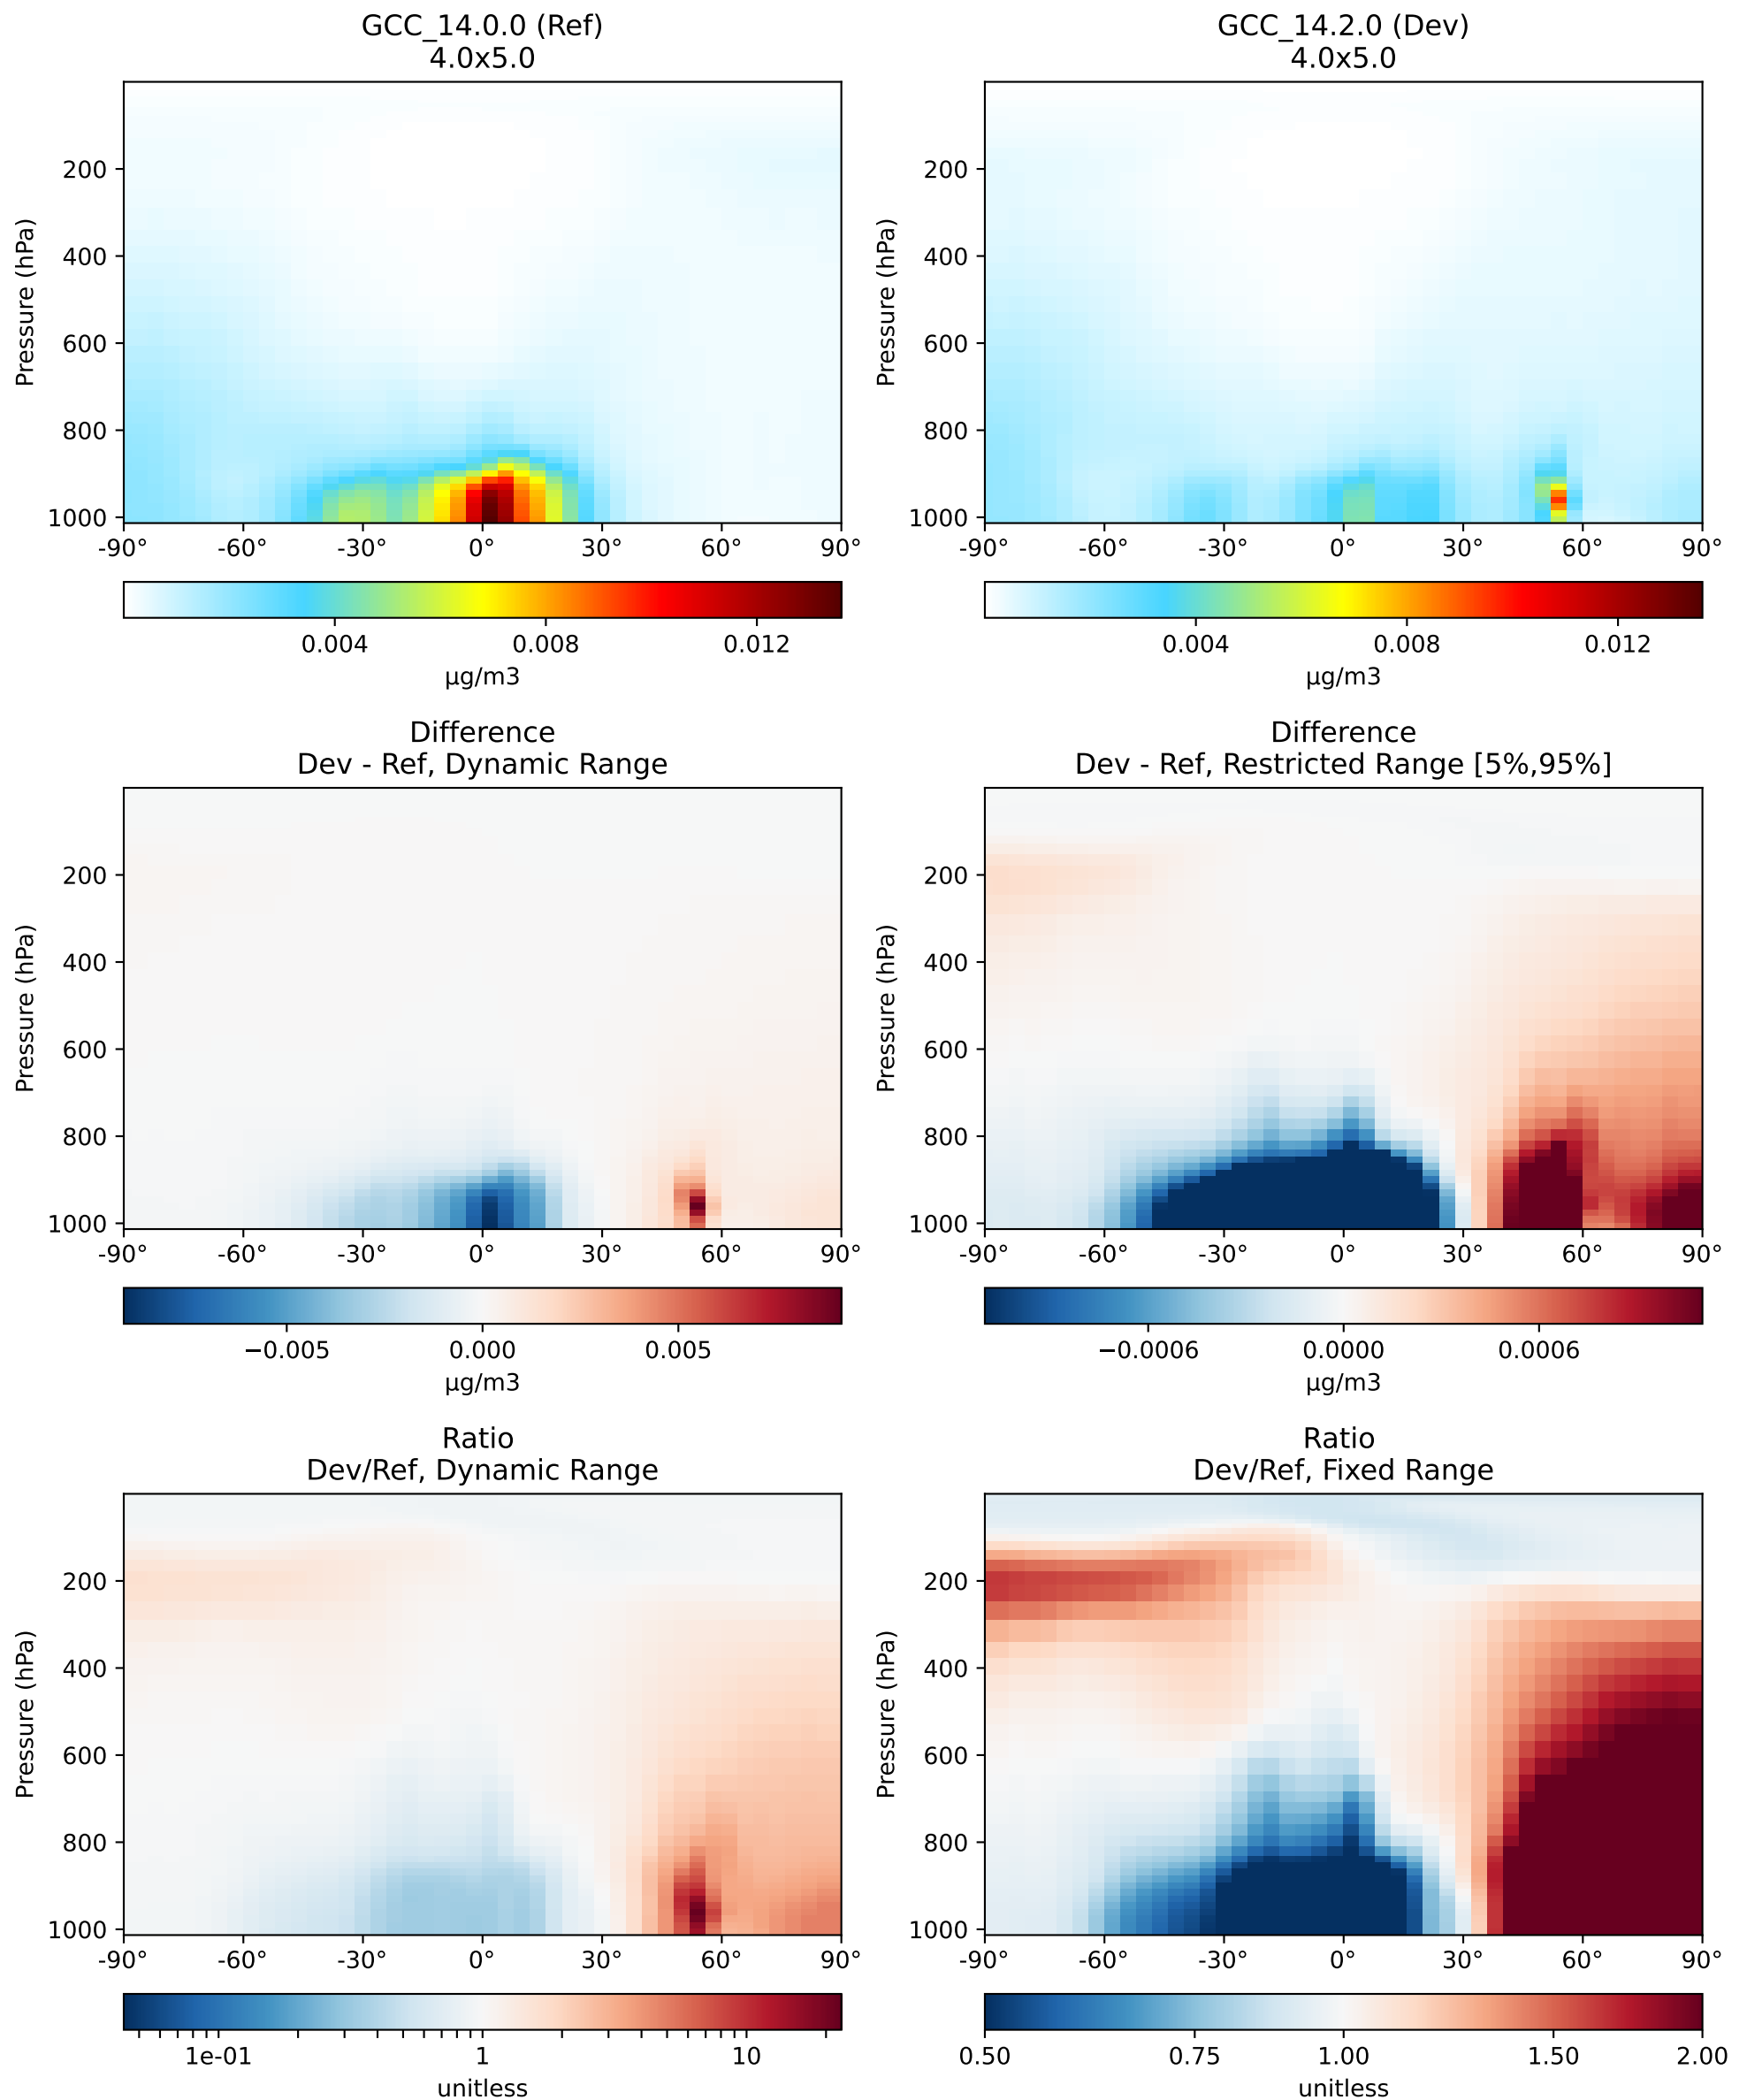 GCC_14.0.0 (Ref)
4.0x5.0
Pressure (hPa)
200
400
600
800
1000
-90° -60° -30° 0° 30° 60° 90°
0.004 0.008 0.012
µg/m3
GCC_14.2.0 (Dev)
4.0x5.0
Pressure (hPa)
200
400
600
800
1000
-90° -60° -30° 0° 30° 60° 90°
0.004 0.008 0.012
µg/m3
Difference
Dev - Ref, Dynamic Range
Pressure (hPa)
200
400
600
800
1000
-90° -60° -30° 0° 30° 60° 90°
−0.005 0.000 0.005
µg/m3
Difference
Dev - Ref, Restricted Range [5%,95%]
Pressure (hPa)
200
400
600
800
1000
-90° -60° -30° 0° 30° 60° 90°
−0.0006 0.0000 0.0006
µg/m3
Ratio
Dev/Ref, Dynamic Range
Pressure (hPa)
200
400
600
800
1000
-90° -60° -30° 0° 30° 60° 90°
1e-01 1 10
unitless
Ratio
Dev/Ref, Fixed Range
Pressure (hPa)
200
400
600
800
1000
-90° -60° -30° 0° 30° 60° 90°
0.50 0.75 1.00 1.50 2.00
unitless